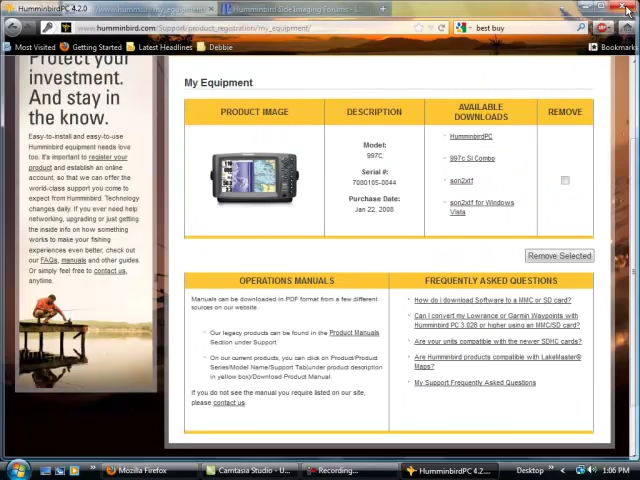 HumminbirdPC 4.2.0
Humminbird Side Imaging Forums - I...
www.humminbird.com/Support/product_registration/my_equipment/
best buy
Most Visited
Getting Started
Latest Headlines
Debbie
Bookmark
Protect your
investment.
And stay in
the know.
Easy-to-install and easy-to-use
Humminbird equipment needs love
too. It's important to register your
product and establish an online
account, so that we can offer the
world-class support you come to
expect from Humminbird. Technology
changes daily. If you ever need help
networking, upgrading or just getting
the inside info on how something
works to make your fishing
experiences even better, check out
our FAQs, manuals and other guides.
Or simply feel free to contact us,
anytime.
My Equipment
PRODUCT IMAGE
DESCRIPTION
AVAILABLE
DOWNLOADS
REMOVE
Model:
997C
Serial #:
7080105-0044
Purchase Date:
Jan 22, 2008
HumminbirdPC
997c SI Combo
son2xtf
son2xtf for Windows
Vista
Remove Selected
OPERATIONS MANUALS
Manuals can be downloaded in PDF format from a few different
sources on our website.
Our legacy products can be found in the Product Manuals
Section under Support.
On our current products, you can click on Product/Product
Series/Model Name/Support Tab(under product description
in yellow box)/Download Product Manual.
If you do not see the manual you require listed on our site,
please contact us.
FREQUENTLY ASKED QUESTIONS
How do I download Software to a MMC or SD card?
Can I convert my Lowrance or Garmin Waypoints with
Humminbird PC 3.926 or higher using an MMC/SD card?
Are your units compatible with the newer SDHC cards?
Are Humminbird products compatible with LakeMaster®
Maps?
My Support Frequently Asked Questions
Mozilla Firefox
Camtasia Studio - U...
Recording...
HumminbirdPC 4.2....
Desktop
1:06 PM